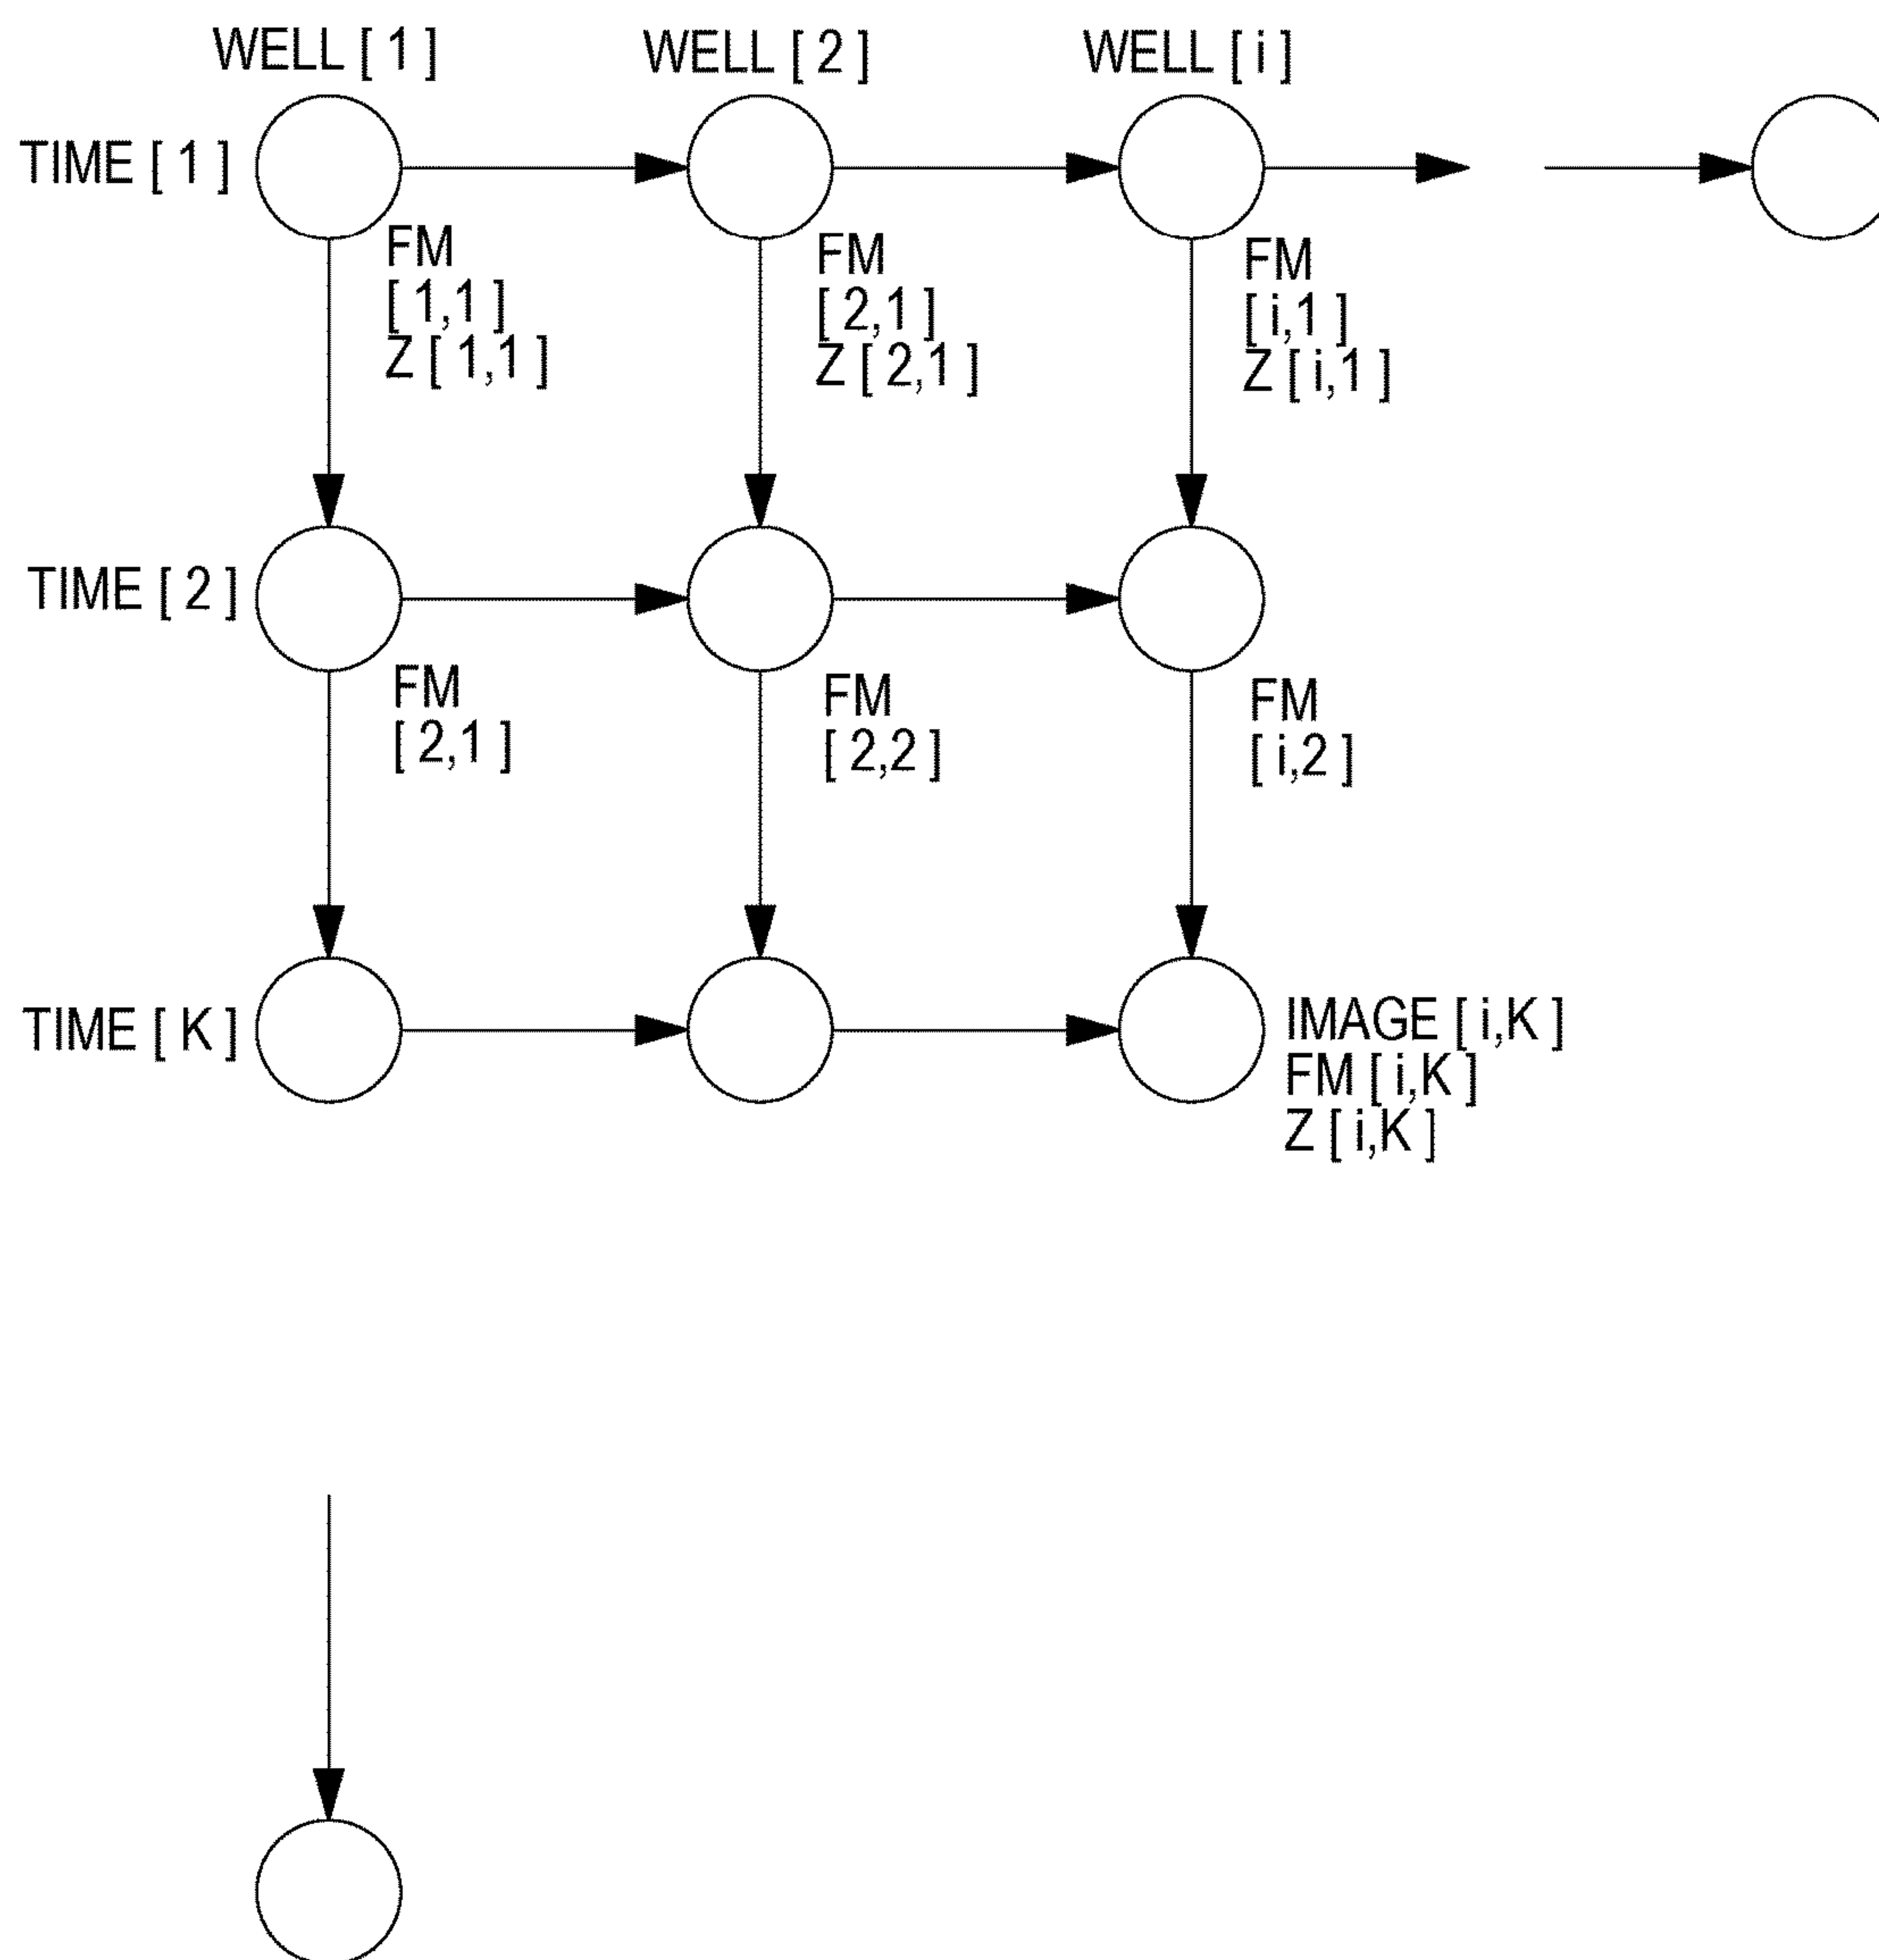 WELL [ 1 ]
WELL [ 2 ]
WELL [ i ]
TIME [ 1 ]
FM
[ 1,1 ]
Z [ 1,1 ]
FM
[ 2,1 ]
Z [ 2,1 ]
FM
[ i,1 ]
Z [ i,1 ]
TIME [ 2 ]
FM
[ 2,1 ]
FM
[ 2,2 ]
FM
[ i,2 ]
TIME [ K ]
IMAGE [ i,K ]
FM [ i,K ]
Z [ i,K ]